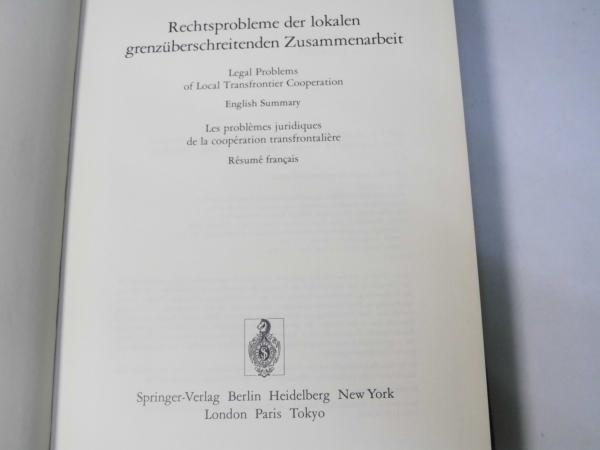 Rechtsprobleme der lokalen
grenzüberschreitenden Zusammenarbeit
Legal Problems
of Local Transfrontier Cooperation
English Summary
Les problèmes juridiques
de la coopération transfrontalière
Résumé français
Springer-Verlag Berlin Heidelberg New York
London Paris Tokyo